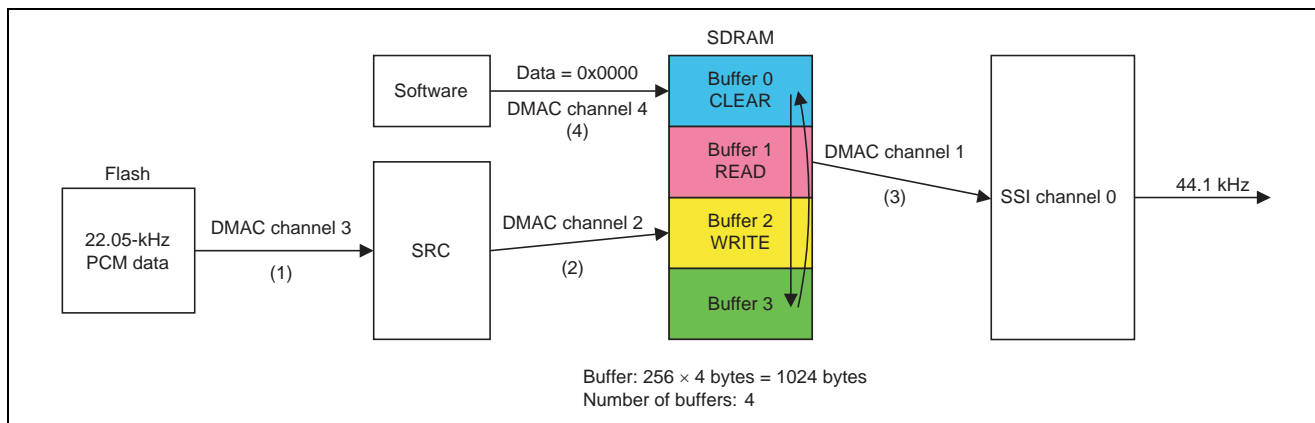 SDRAM
Software
Data = 0x0000
DMAC channel 4
(4)
Buffer 0
CLEAR
Buffer 1
READ
Buffer 2
WRITE
Buffer 3
Flash
22.05-kHz
PCM data
DMAC channel 3
(1)
SRC
DMAC channel 2
(2)
DMAC channel 1
(3)
SSI channel 0
44.1 kHz
Buffer: 256 × 4 bytes = 1024 bytes
Number of buffers: 4